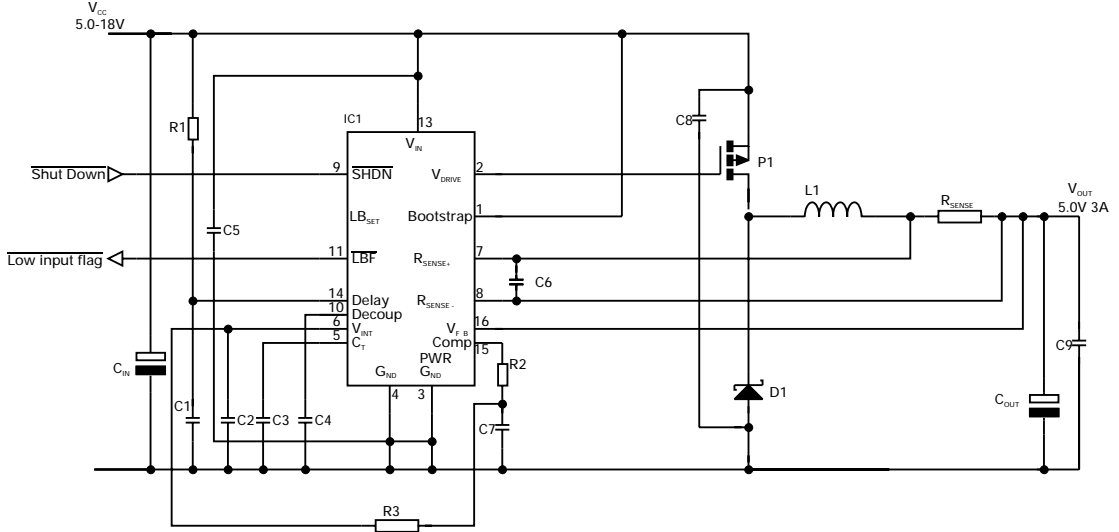 VCC
5.0-18V
IC1
13
VIN
R1
C8
P1
Shut Down
9
SHDN
VDRIVE
2
L1
RSENSE
VOUT
5.0V 3A
LBSET
Bootstrap
1
C5
Low input flag
11
LBF
RSENSE+
7
C6
14
Delay
RSENSE -
8
10
Decoup
6
VINT
VFB
16
5
CT
Comp
15
C9
PWR
GND
GND
R2
CIN
4
3
D1
COUT
C1
C2
C3
C4
C7
R3